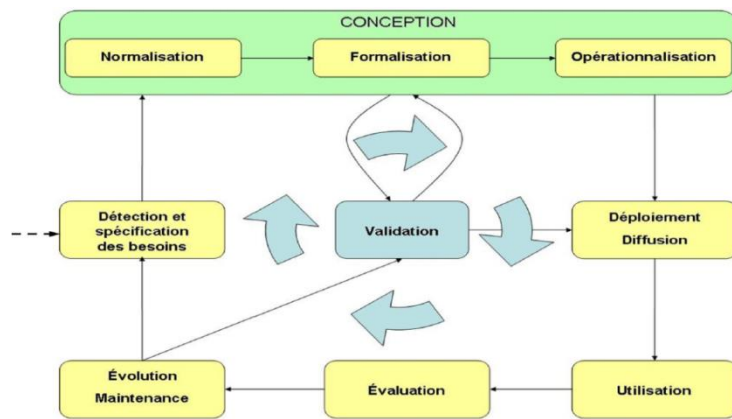 CONCEPTION
Normalisation
Formalisation
Opérationnalisation
Détection et
spécification
des besoins
Validation
Déploiement
Diffusion
Évolution
Maintenance
Évaluation
Utilisation